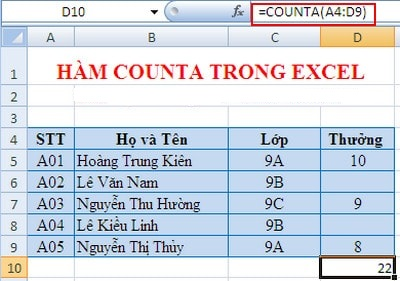 D10 fx =COUNTA(A4:D9)
A B C D
1 HÀM COUNTA TRONG EXCEL
2
3
4 STT Họ và Tên Lớp Thưởng
5 A01 Hoàng Trung Kiên 9A 10
6 A02 Lê Văn Nam 9B
7 A03 Nguyễn Thu Hường 9C 9
8 A04 Lê Kiều Linh 9B
9 A05 Nguyễn Thị Thủy 9A 8
10 22